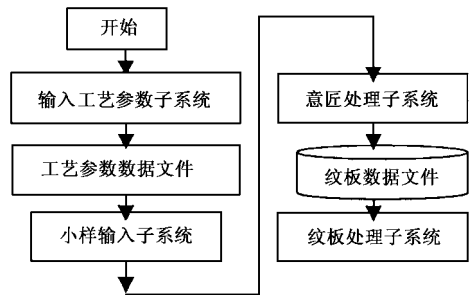 开始
输入工艺参数子系统
工艺参数数据文件
小样输入子系统
意匠处理子系统
纹板数据文件
纹板处理子系统